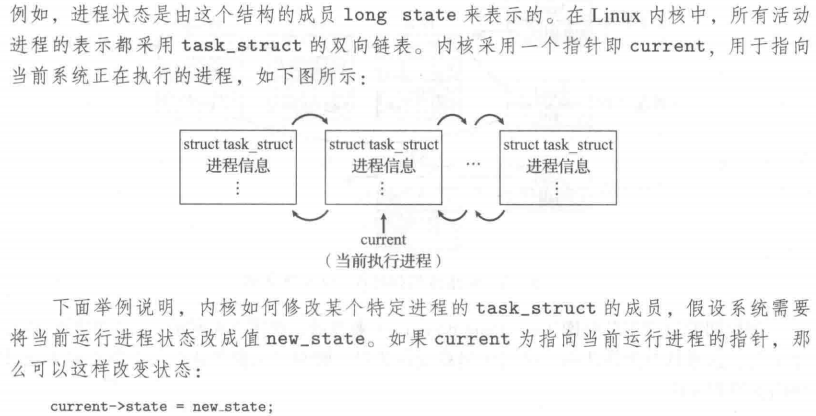 例如，进程状态是由这个结构的成员 long state 来表示的。在 Linux 内核中，所有活动
进程的表示都采用 task_struct 的双向链表。内核采用一个指针即 current，用于指向
当前系统正在执行的进程，如下图所示：
struct task_struct struct task_struct struct task_struct
进程信息 进程信息 … 进程信息
⋮ ⋮ ⋮
current
（当前执行进程）
下面举例说明，内核如何修改某个特定进程的 task_struct 的成员，假设系统需要
将当前运行进程状态改成值 new_state。如果 current 为指向当前运行进程的指针，那
么可以这样改变状态：
current->state = new_state;